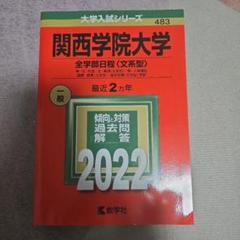 大学入試シリーズ
483
関西学院大学
全学部日程〈文系型〉
一般
最近2カ年
傾向と対策
過去問
解答
2022
教学社